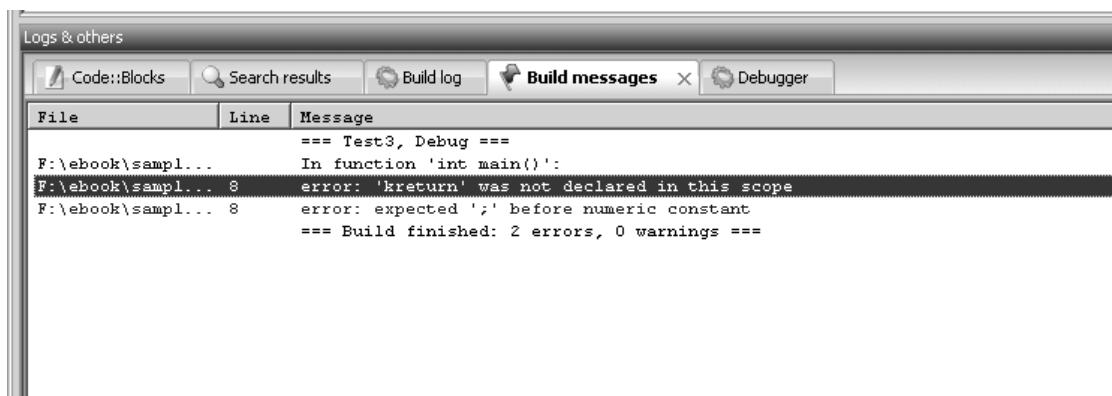 Logs & others
Code::Blocks Search results Build log Build messages Debugger
File Line Message
=== Test3, Debug ===
F:\ebook\sampl... In function 'int main()':
F:\ebook\sampl... 8 error: 'kreturn' was not declared in this scope
F:\ebook\sampl... 8 error: expected ';' before numeric constant
=== Build finished: 2 errors, 0 warnings ===